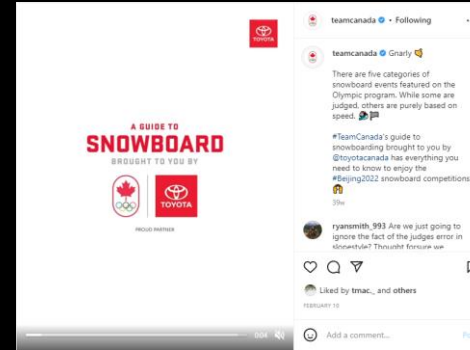 TOYOTA
A GUIDE TO
SNOWBOARD
BROUGHT TO YOU BY
TOYOTA
PROUD PARTNER
0:04
teamcanada • Following
teamcanada Gnarly
There are five categories of
snowboard events featured on the
Olympic program. While some are
judged, others are purely based on
speed.
#TeamCanada's guide to
snowboarding brought to you by
@toyotacanada has everything you
need to know to enjoy the
#Beijing2022 snowboard competitions
39w
ryansmith_993 Are we just going to
ignore the fact of the judges error in
slopestyle? Thought forsure we
Liked by tmac._ and others
FEBRUARY 10
Add a comment...